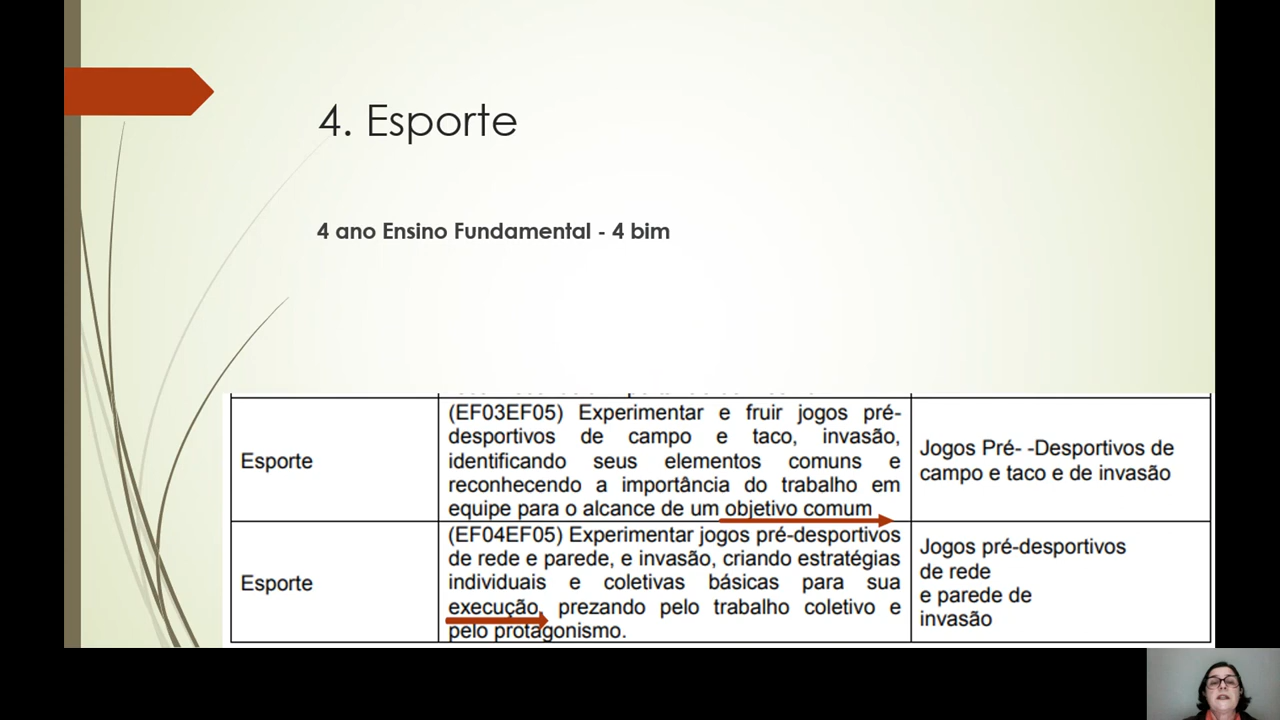 4. Esporte
4 ano Ensino Fundamental - 4 bim
Esporte
(EF03EF05) Experimentar e fruir jogos pré-
desportivos de campo e taco, invasão,
identificando seus elementos comuns e
reconhecendo a importância do trabalho em
equipe para o alcance de um objetivo comum
Jogos Pré- -Desportivos de
campo e taco e de invasão
Esporte
(EF04EF05) Experimentar jogos pré-desportivos
de rede e parede, e invasão, criando estratégias
individuais e coletivas básicas para sua
execução, prezando pelo trabalho coletivo e
pelo protagonismo.
Jogos pré-desportivos
de rede
e parede de
invasão